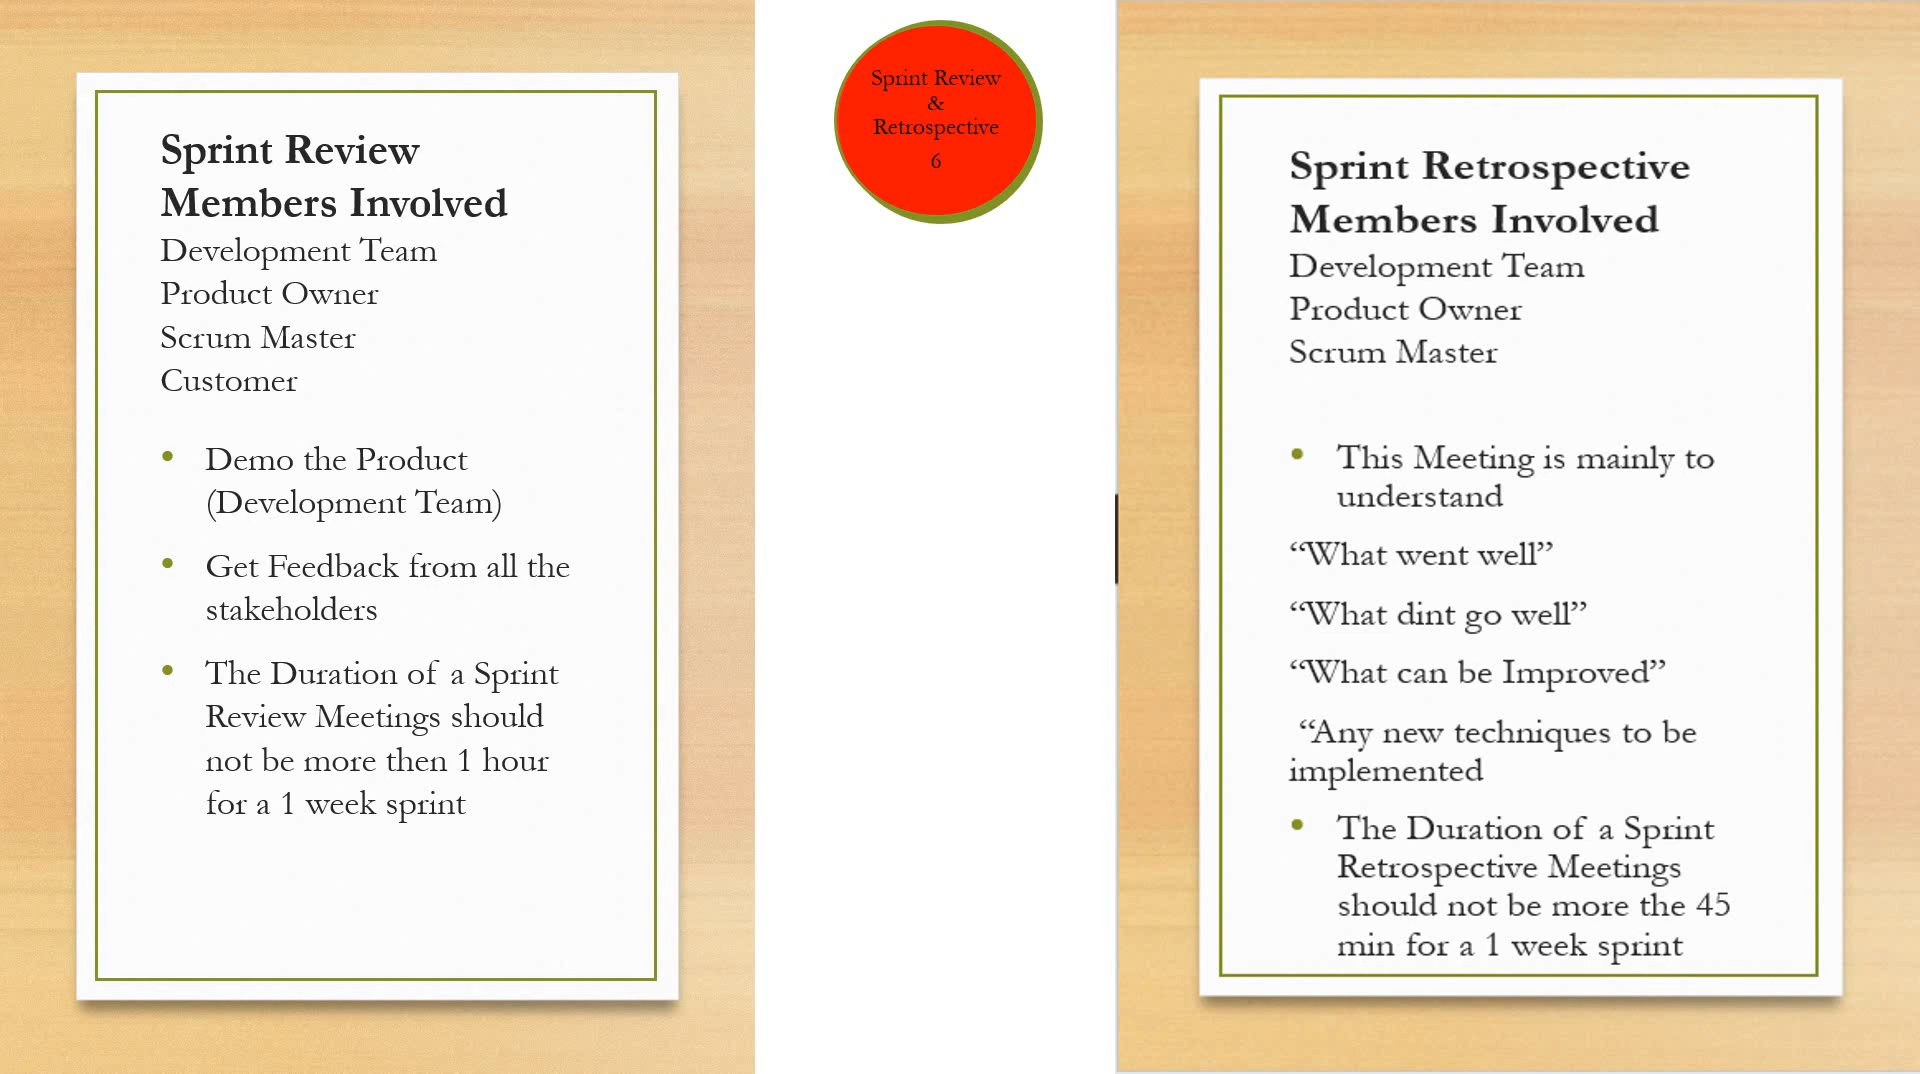 Sprint Review
Members Involved
Development Team
Product Owner
Scrum Master
Customer
• Demo the Product
(Development Team)
• Get Feedback from all the
stakeholders
• The Duration of a Sprint
Review Meetings should
not be more then 1 hour
for a 1 week sprint
Sprint Review
&
Retrospective
6
Sprint Retrospective
Members Involved
Development Team
Product Owner
Scrum Master
• This Meeting is mainly to
understand
“What went well”
“What dint go well”
“What can be Improved”
“Any new techniques to be
implemented
• The Duration of a Sprint
Retrospective Meetings
should not be more the 45
min for a 1 week sprint